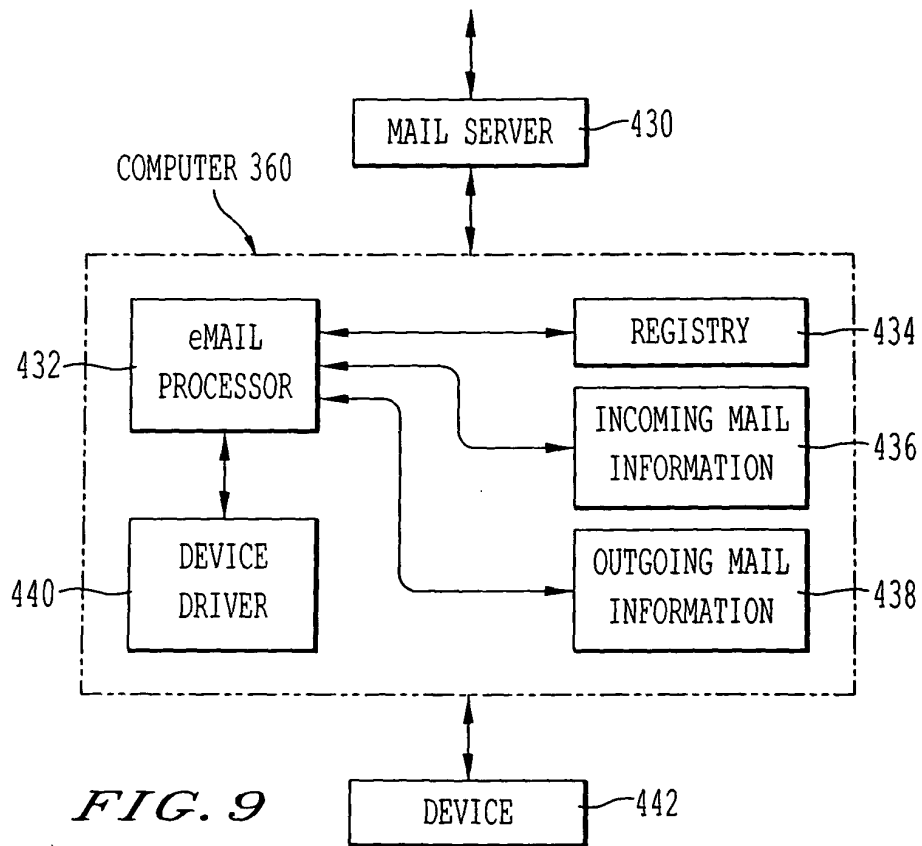 MAIL SERVER
430
COMPUTER 360
eMAIL
PROCESSOR
432
REGISTRY
434
INCOMING MAIL
INFORMATION
436
DEVICE
DRIVER
440
OUTGOING MAIL
INFORMATION
438
DEVICE
442
FIG. 9